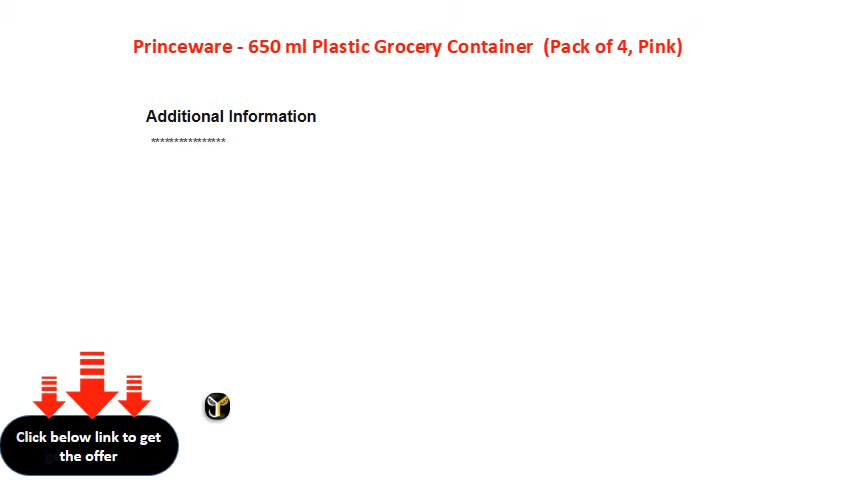 Princeware - 650 ml Plastic Grocery Container (Pack of 4, Pink)
Additional Information
****************
Click below link to get
the offer